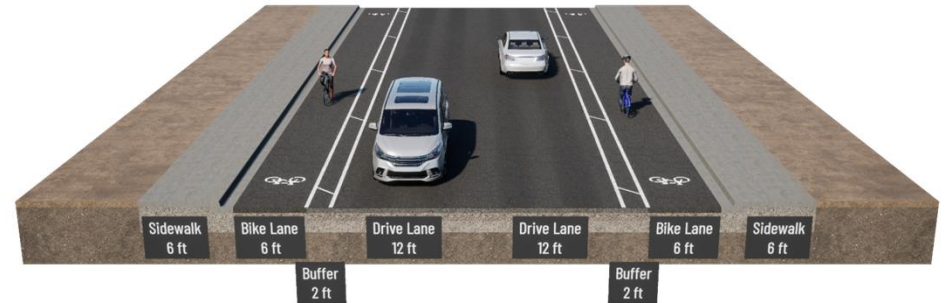 Sidewalk
6 ft
Bike Lane
6 ft
Buffer
2 ft
Drive Lane
12 ft
Drive Lane
12 ft
Buffer
2 ft
Bike Lane
6 ft
Sidewalk
6 ft